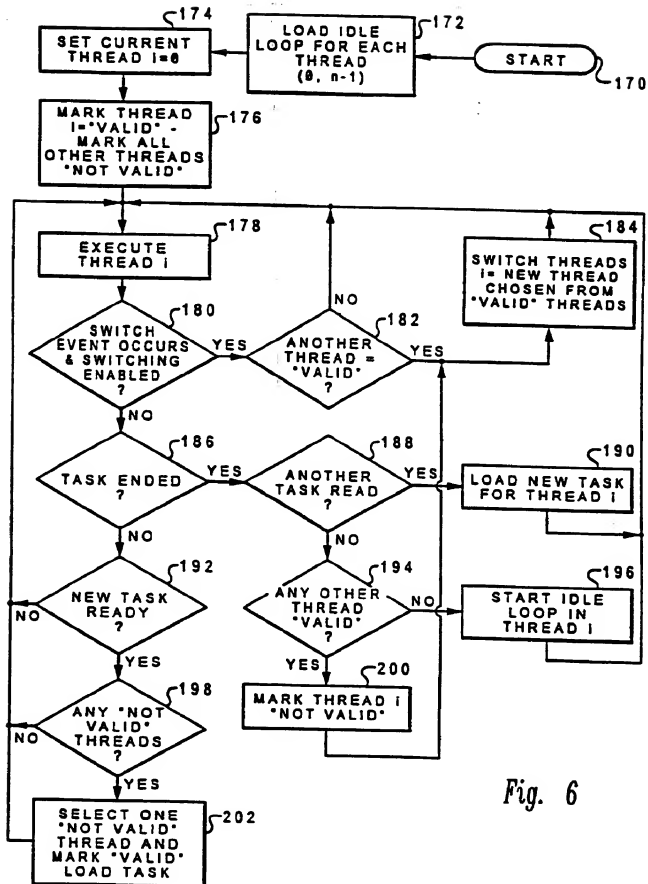 174
SET CURRENT
THREAD i=0
172
LOAD IDLE
LOOP FOR EACH
THREAD
(0, n-1)
START
170
176
MARK THREAD
i="VALID" -
MARK ALL
OTHER THREADS
"NOT VALID"
178
EXECUTE
THREAD i
184
SWITCH THREADS
i= NEW THREAD
CHOSEN FROM
"VALID" THREADS
180
SWITCH
EVENT OCCURS
& SWITCHING
ENABLED
?
YES
NO
182
ANOTHER
THREAD =
"VALID"
?
NO
YES
186
TASK ENDED
?
YES
NO
188
ANOTHER
TASK READ
?
YES
NO
190
LOAD NEW TASK
FOR THREAD i
192
NEW TASK
READY
?
NO
YES
194
ANY OTHER
THREAD
"VALID"
?
NO
YES
196
START IDLE
LOOP IN
THREAD i
198
ANY "NOT
VALID"
THREADS
?
NO
YES
200
MARK THREAD i
"NOT VALID"
202
SELECT ONE
"NOT VALID"
THREAD AND
MARK "VALID"
LOAD TASK
Fig. 6